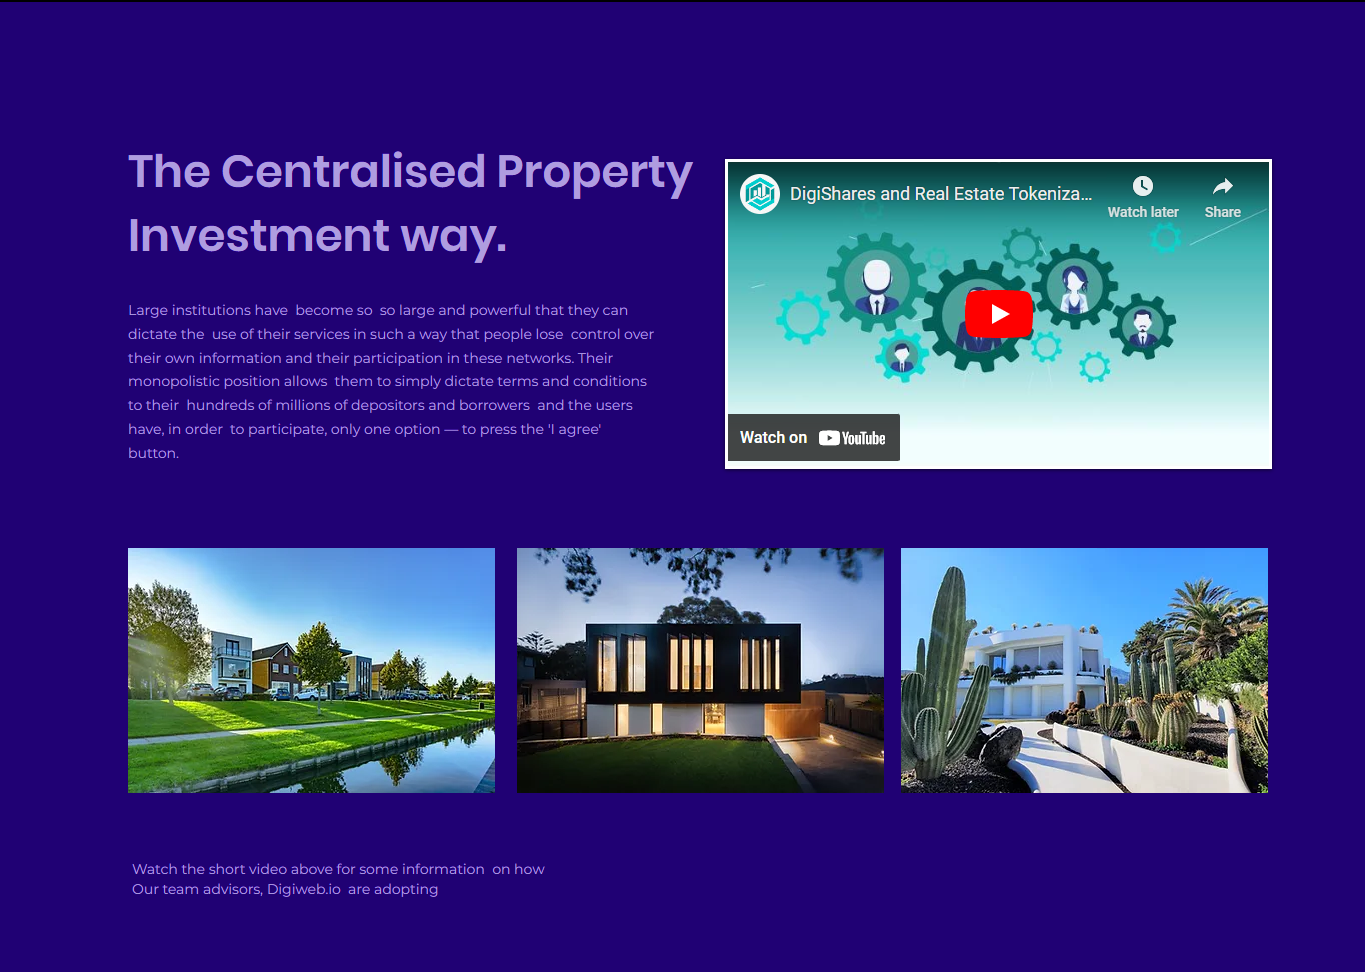 The Centralised Property
Investment way.
Large institutions have  become so  so large and powerful that they can
dictate the  use of their services in such a way that people lose  control over
their own information and their participation in these networks. Their
monopolistic position allows  them to simply dictate terms and conditions
to their  hundreds of millions of depositors and borrowers  and the users
have, in order  to participate, only one option — to press the 'I agree'
button.
DigiShares and Real Estate Tokeniza...
Watch later
Share
Watch on YouTube
Watch the short video above for some information  on how
Our team advisors, Digiweb.io  are adopting